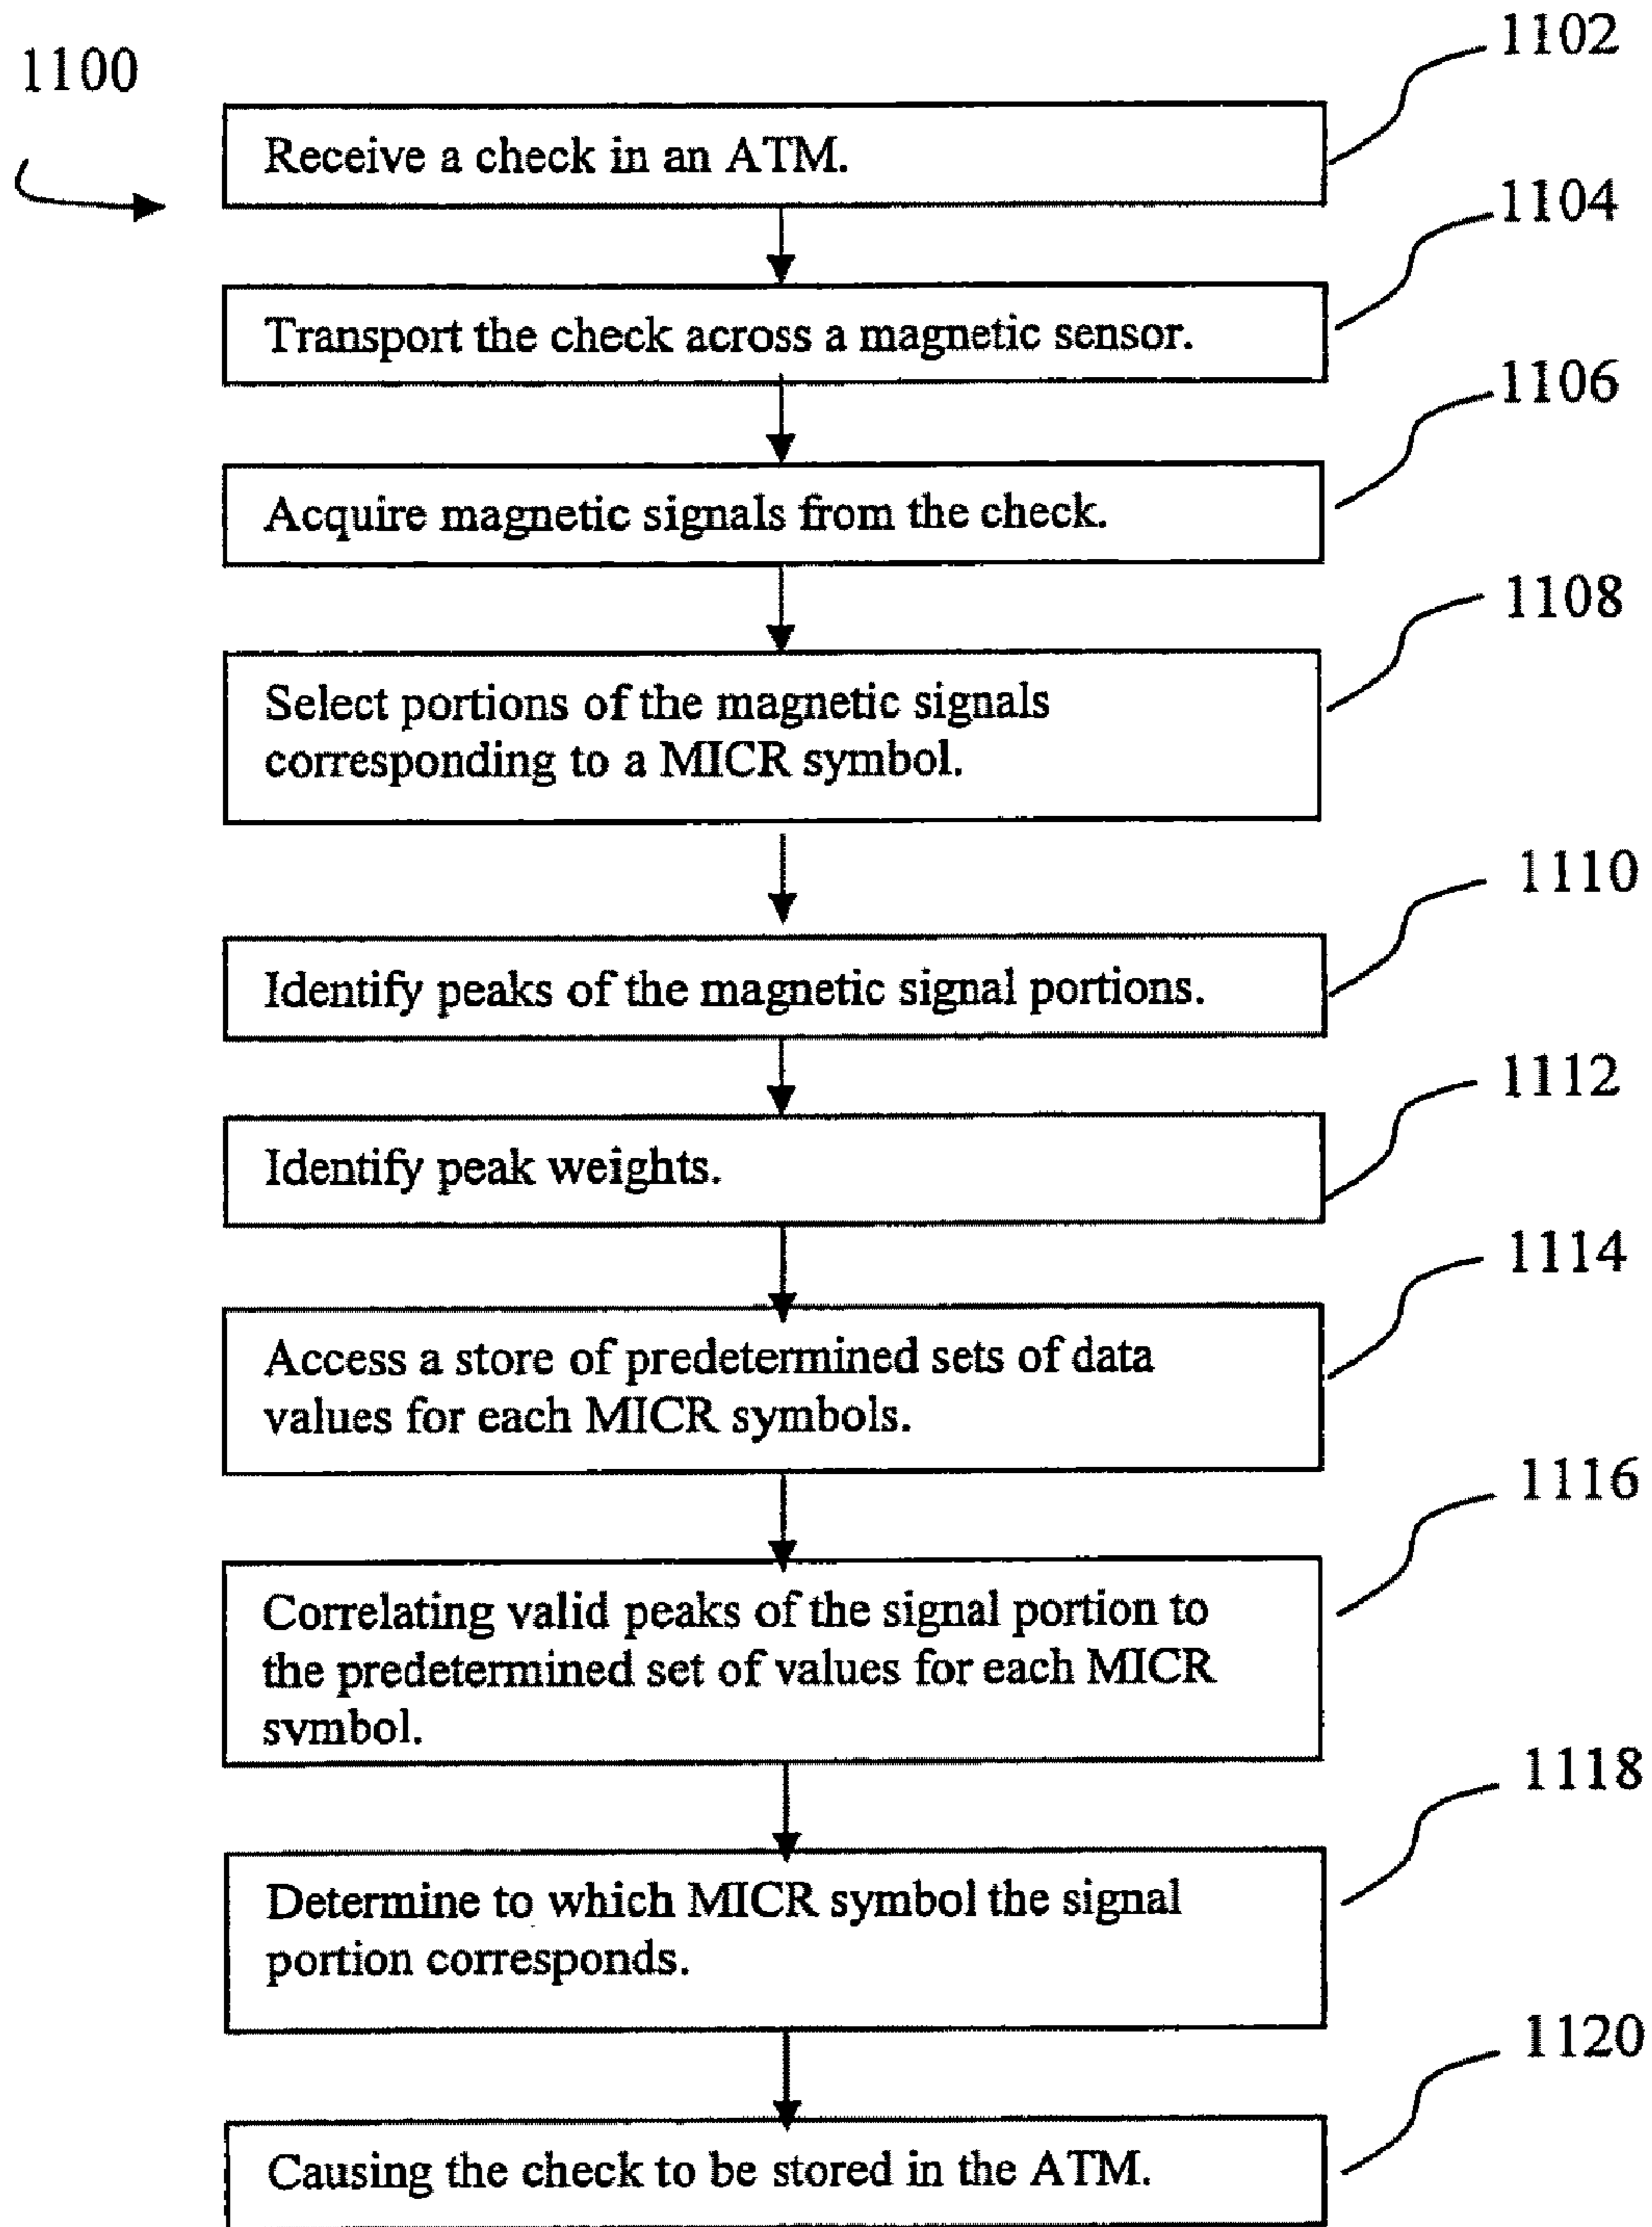 1100
1102
Receive a check in an ATM.
1104
Transport the check across a magnetic sensor.
1106
Acquire magnetic signals from the check.
1108
Select portions of the magnetic signals
corresponding to a MICR symbol.
1110
Identify peaks of the magnetic signal portions.
1112
Identify peak weights.
1114
Access a store of predetermined sets of data
values for each MICR symbols.
1116
Correlating valid peaks of the signal portion to
the predetermined set of values for each MICR
symbol.
1118
Determine to which MICR symbol the signal
portion corresponds.
1120
Causing the check to be stored in the ATM.